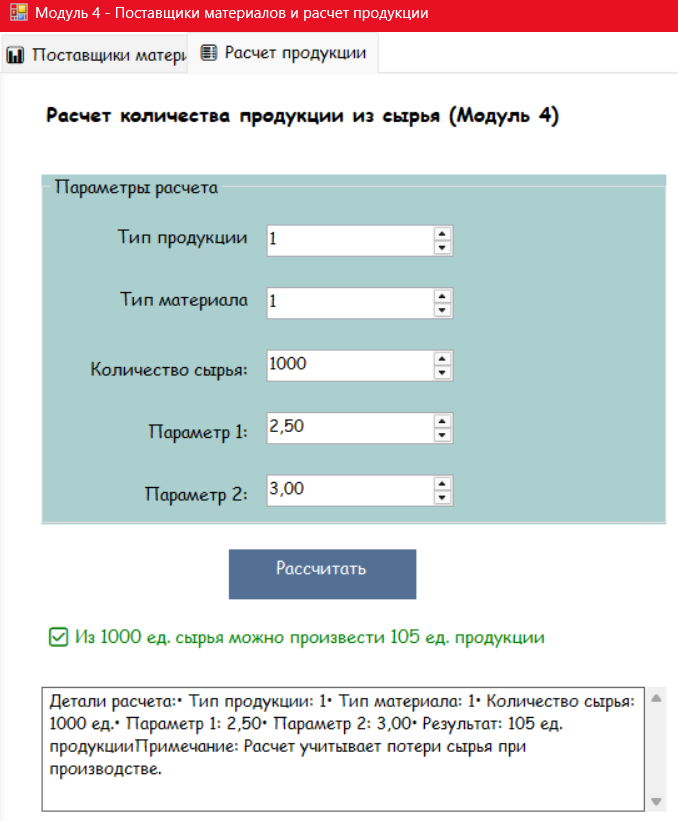 Модуль 4 - Поставщики материалов и расчет продукции
Поставщики матери
Расчет продукции
Расчет количества продукции из сырья (Модуль 4)
Параметры расчета
Тип продукции 1
Тип материала 1
Количество сырья: 1000
Параметр 1: 2,50
Параметр 2: 3,00
Рассчитать
Из 1000 ед. сырья можно произвести 105 ед. продукции
Детали расчета:• Тип продукции: 1• Тип материала: 1• Количество сырья:
1000 ед.• Параметр 1: 2,50• Параметр 2: 3,00• Результат: 105 ед.
продукцииПримечание: Расчет учитывает потери сырья при
производстве.